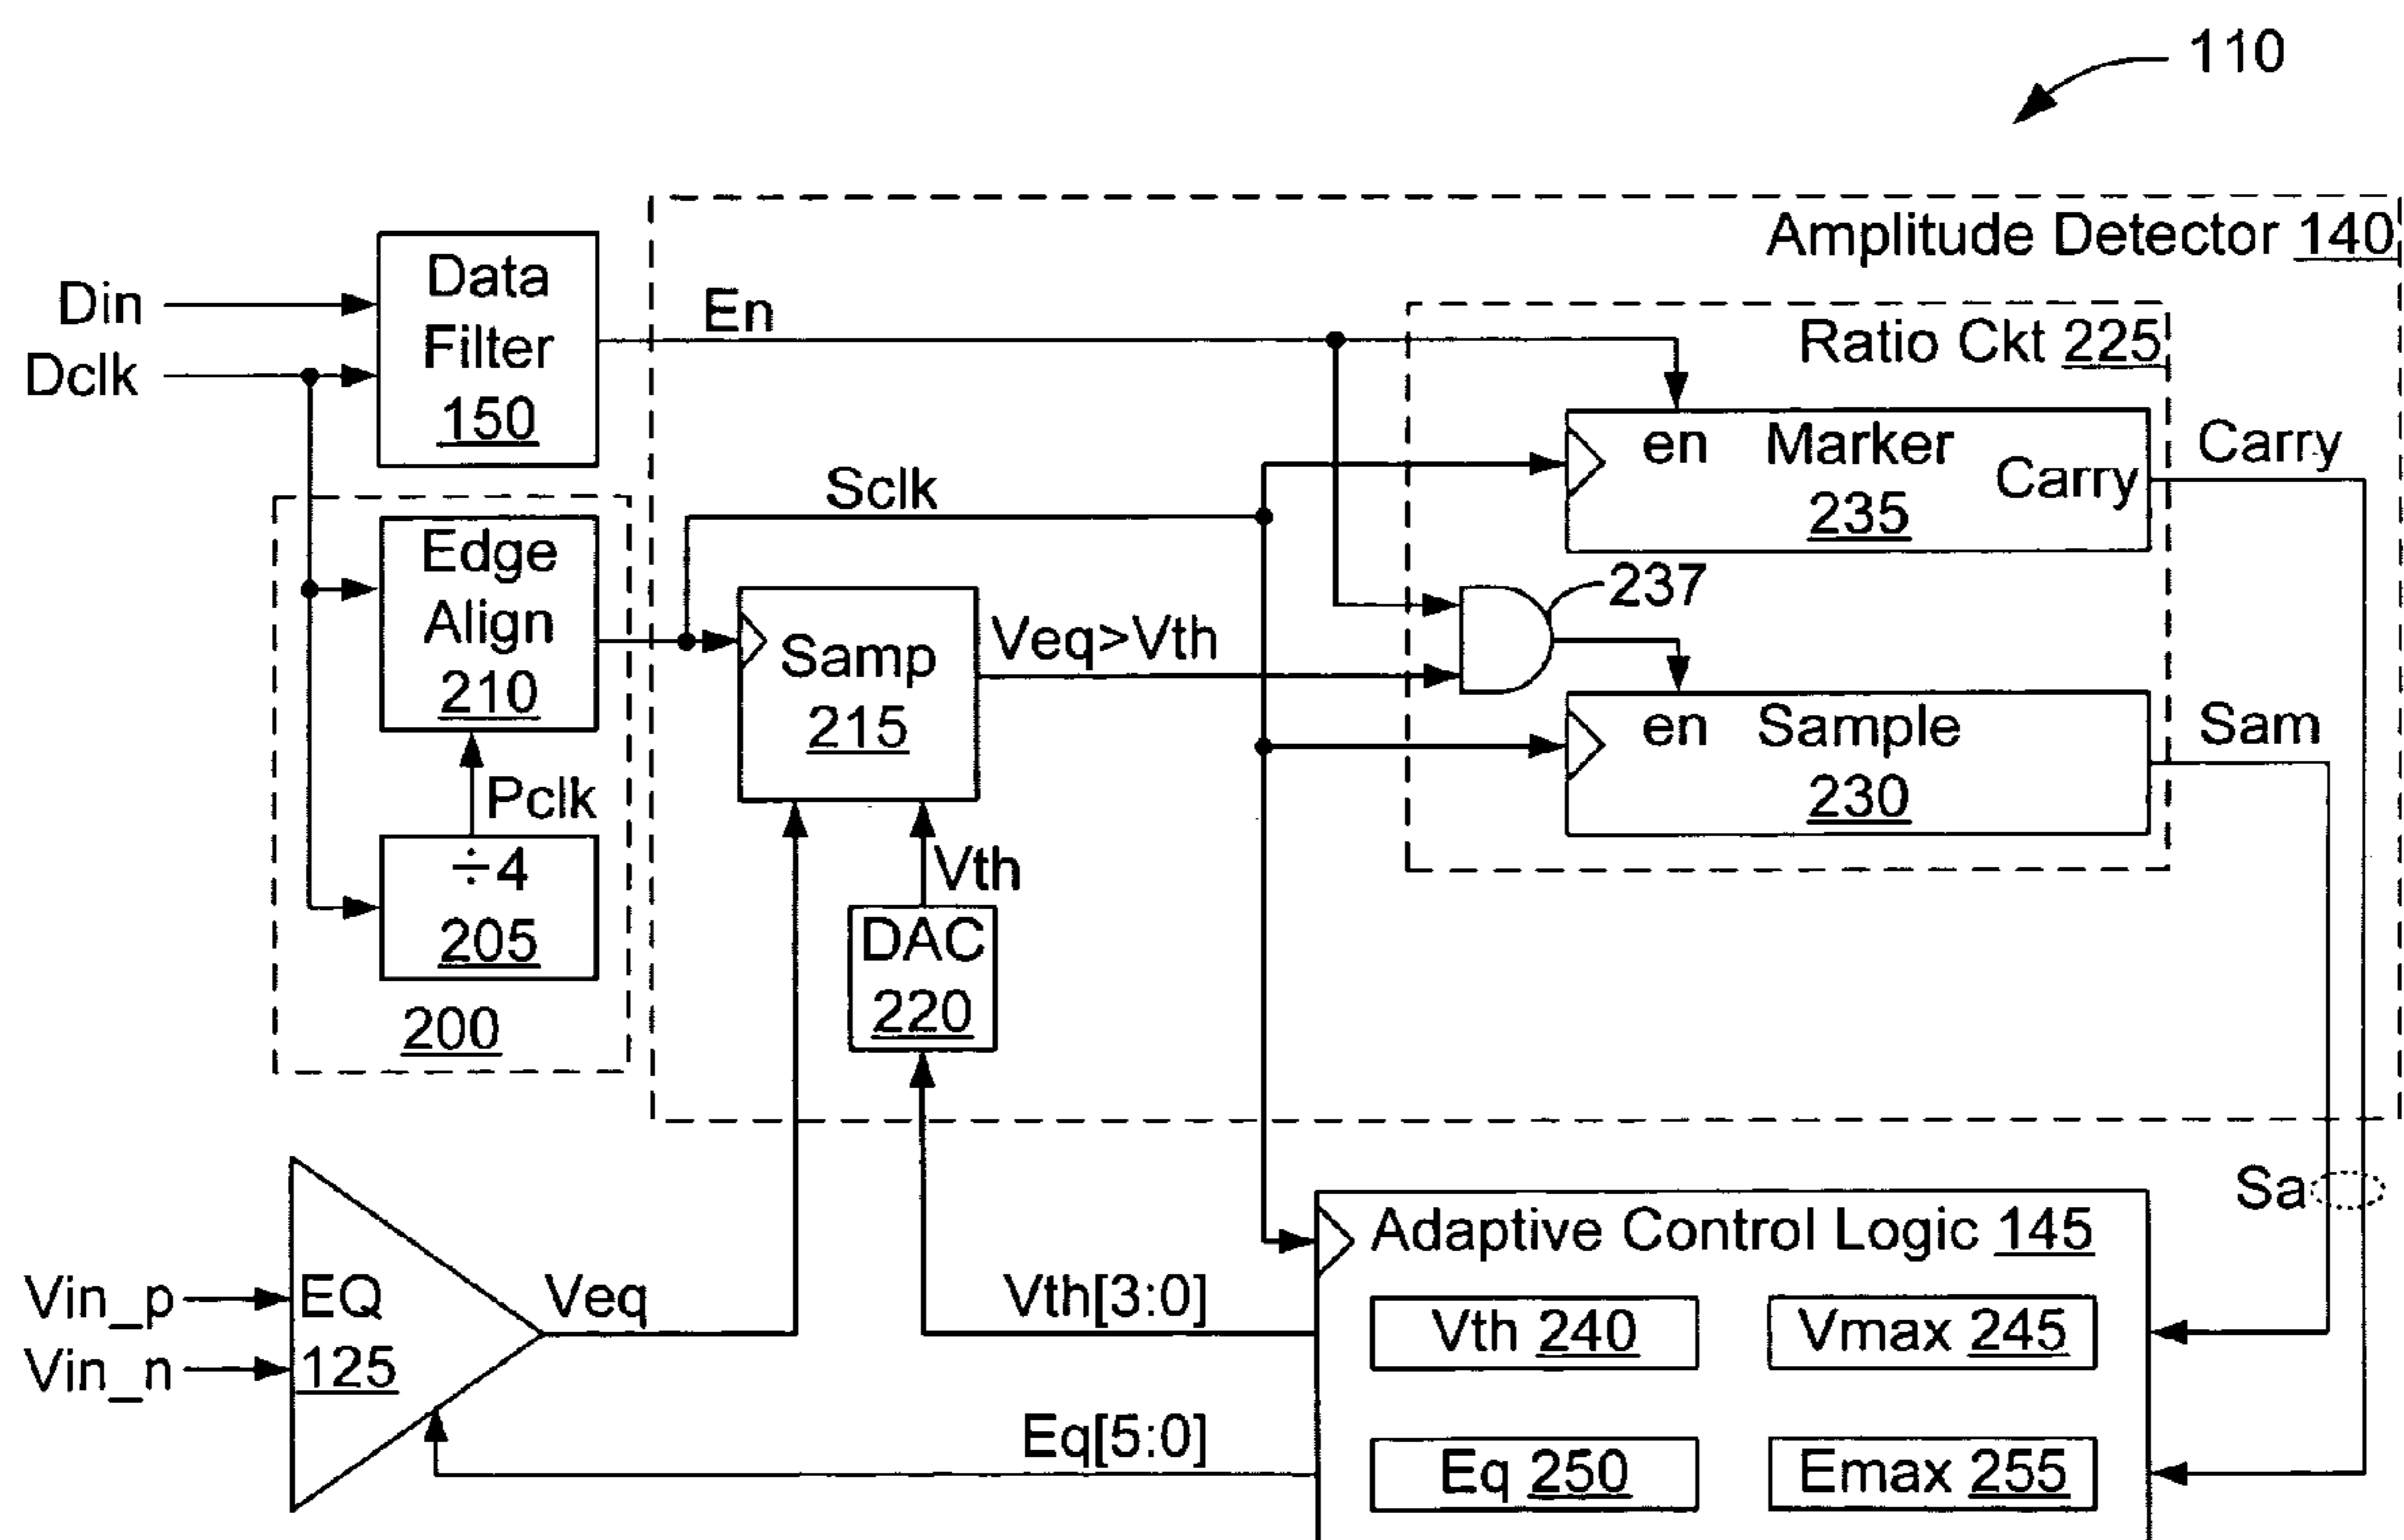 110
Amplitude Detector 140
Din
Dclk
Data
Filter
150
En
Ratio Ckt 225
en Marker
Carry
235
Carry
Sclk
Edge
Align
210
Samp
215
Veq>Vth
237
en Sample
230
Sam
Pclk
÷4
205
200
Vth
DAC
220
Sa
Vin_p
Vin_n
EQ
125
Veq
Vth[3:0]
Eq[5:0]
Adaptive Control Logic 145
Vth 240
Vmax 245
Eq 250
Emax 255